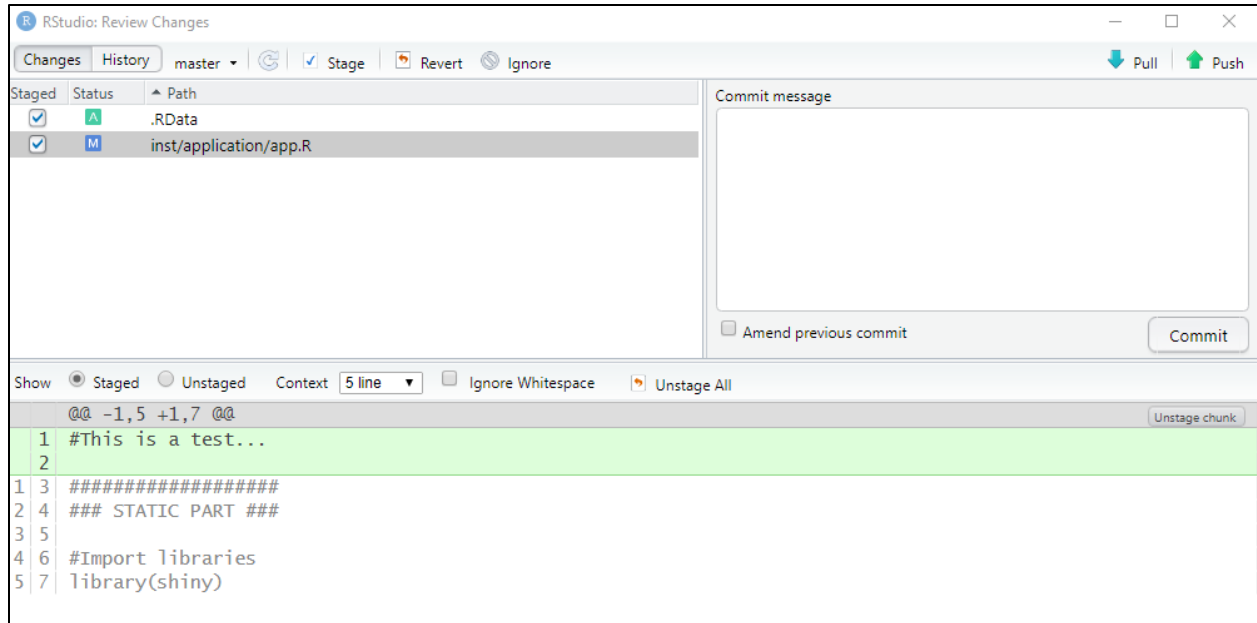 R RStudio: Review Changes
Changes History master Stage Revert Ignore Pull Push
Staged Status Path
A .RData
M inst/application/app.R
Commit message
Amend previous commit
Commit
Show Staged Unstaged Context 5 line Ignore Whitespace Unstage All
@@ -1,5 +1,7 @@ Unstage chunk
1 #This is a test...
2
1 3 ###################
2 4 ### STATIC PART ###
3 5
4 6 #Import libraries
5 7 library(shiny)